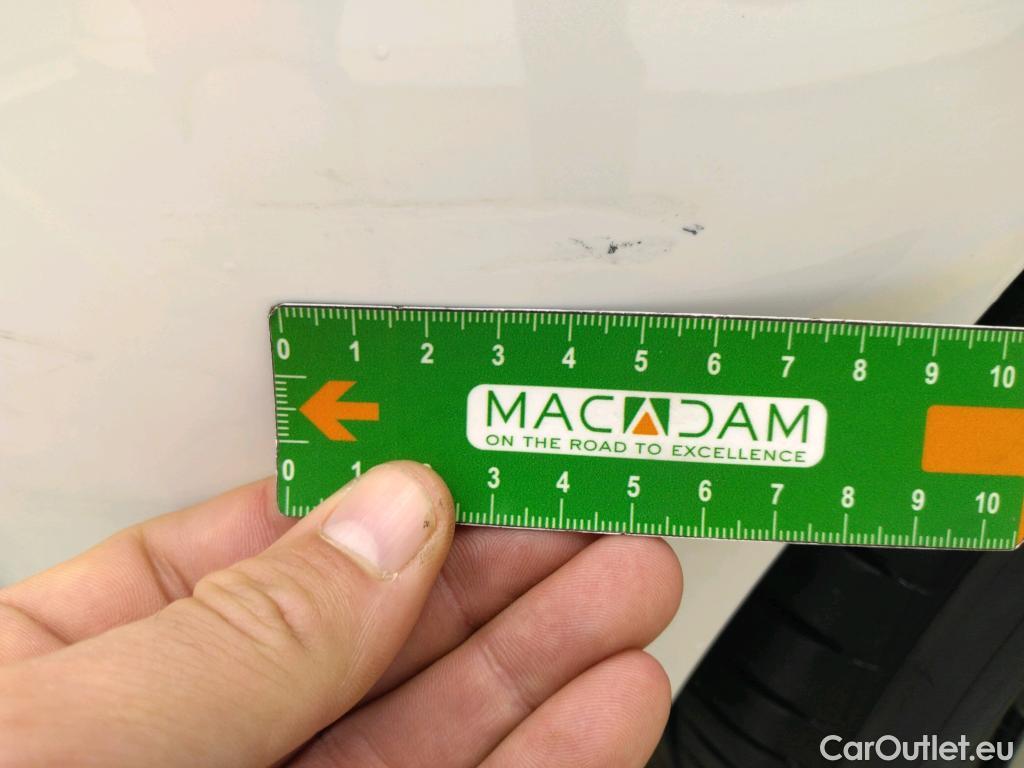 0 1 2 3 4 5 6 7 8 9 10
MACADAM
ON THE ROAD TO EXCELLENCE
0 1 2 3 4 5 6 7 8 9 10
CarOutlet.eu